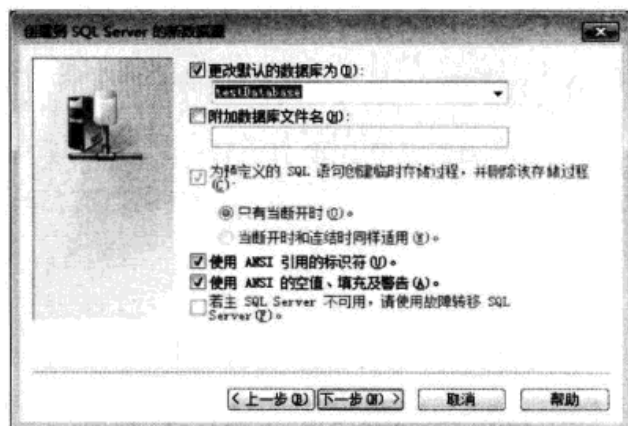 创建到 SQL Server 的新数据源
更改默认的数据库为(D):
testDatabase
附加数据库文件名(H):
为预定义的 SQL 语句创建临时存储过程，并删除该存储过程
(C):
只有当断开时(O)。
当断开时和连结时同样适用(Y)。
使用 ANSI 引用的标识符(U)。
使用 ANSI 的空值、填充及警告(A)。
若主 SQL Server 不可用，请使用故障转移 SQL
Server(F)。
< 上一步(B)
下一步(N) >
取消
帮助